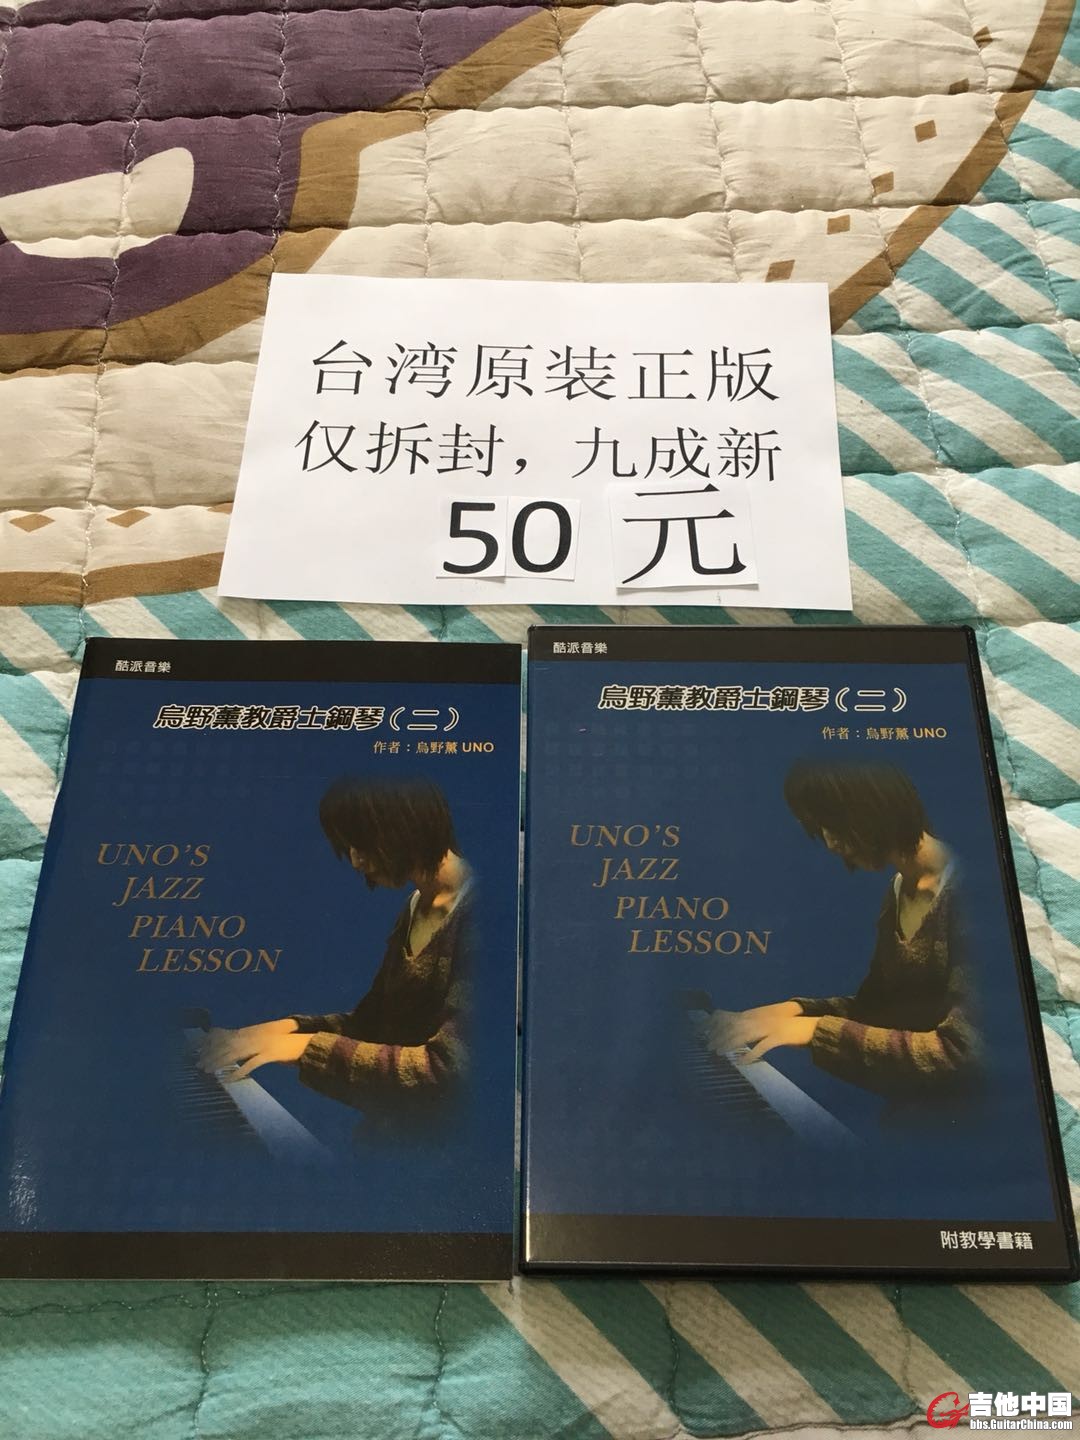 台湾原装正版
仅拆封，九成新
50 元
酷派音樂
烏野薰教爵士鋼琴（二）
作者：烏野薰 UNO
UNO'S
JAZZ
PIANO
LESSON
酷派音樂
烏野薰教爵士鋼琴（二）
作者：烏野薰 UNO
UNO'S
JAZZ
PIANO
LESSON
附教學書籍
吉他中国
bbs.GuitarChina.com